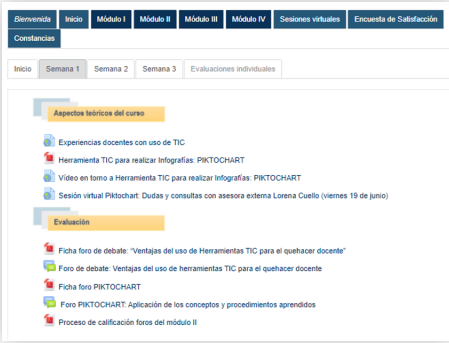 Bienvenida Inicio Módulo I Módulo II Módulo III Módulo IV Sesiones virtuales Encuesta de Satisfacción
Constancias
Inicio Semana 1 Semana 2 Semana 3 Evaluaciones individuales
Aspectos teóricos del curso
Experiencias docentes con uso de TIC
Herramienta TIC para realizar Infografías: PIKTOCHART
Vídeo en torno a Herramienta TIC para realizar Infografías: PIKTOCHART
Sesión virtual Piktochart: Dudas y consultas con asesora externa Lorena Cuello (viernes 19 de junio)
Evaluación
Ficha foro de debate: "Ventajas del uso de Herramientas TIC para el quehacer docente"
Foro de debate: Ventajas del uso de herramientas TIC para el quehacer docente
Ficha foro PIKTOCHART
Foro PIKTOCHART: Aplicación de los conceptos y procedimientos aprendidos
Proceso de calificación foros del módulo II